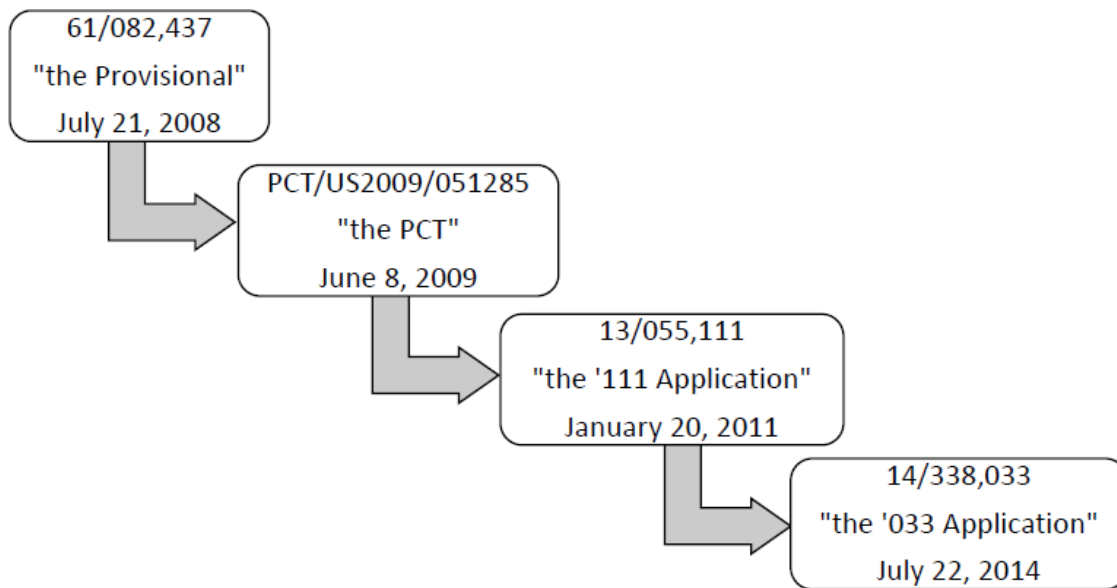 61/082,437
"the Provisional"
July 21, 2008
PCT/US2009/051285
"the PCT"
June 8, 2009
13/055,111
"the '111 Application"
January 20, 2011
14/338,033
"the '033 Application"
July 22, 2014